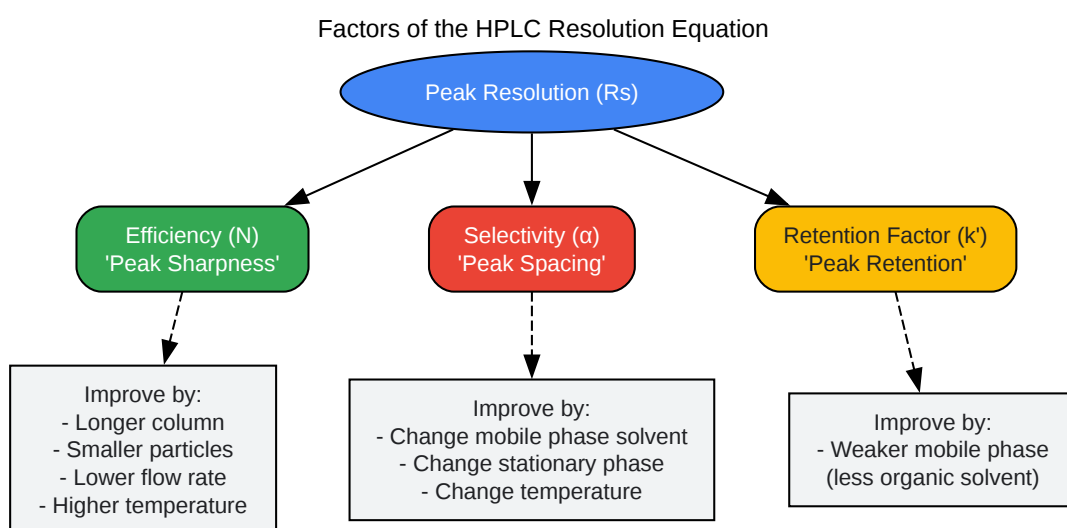 Factors of the HPLC Resolution Equation
Peak Resolution (Rs)
Efficiency (N)
'Peak Sharpness'
Selectivity (α)
'Peak Spacing'
Retention Factor (k')
'Peak Retention'
Improve by:
- Longer column
- Smaller particles
- Lower flow rate
- Higher temperature
Improve by:
- Change mobile phase solvent
- Change stationary phase
- Change temperature
Improve by:
- Weaker mobile phase
(less organic solvent)